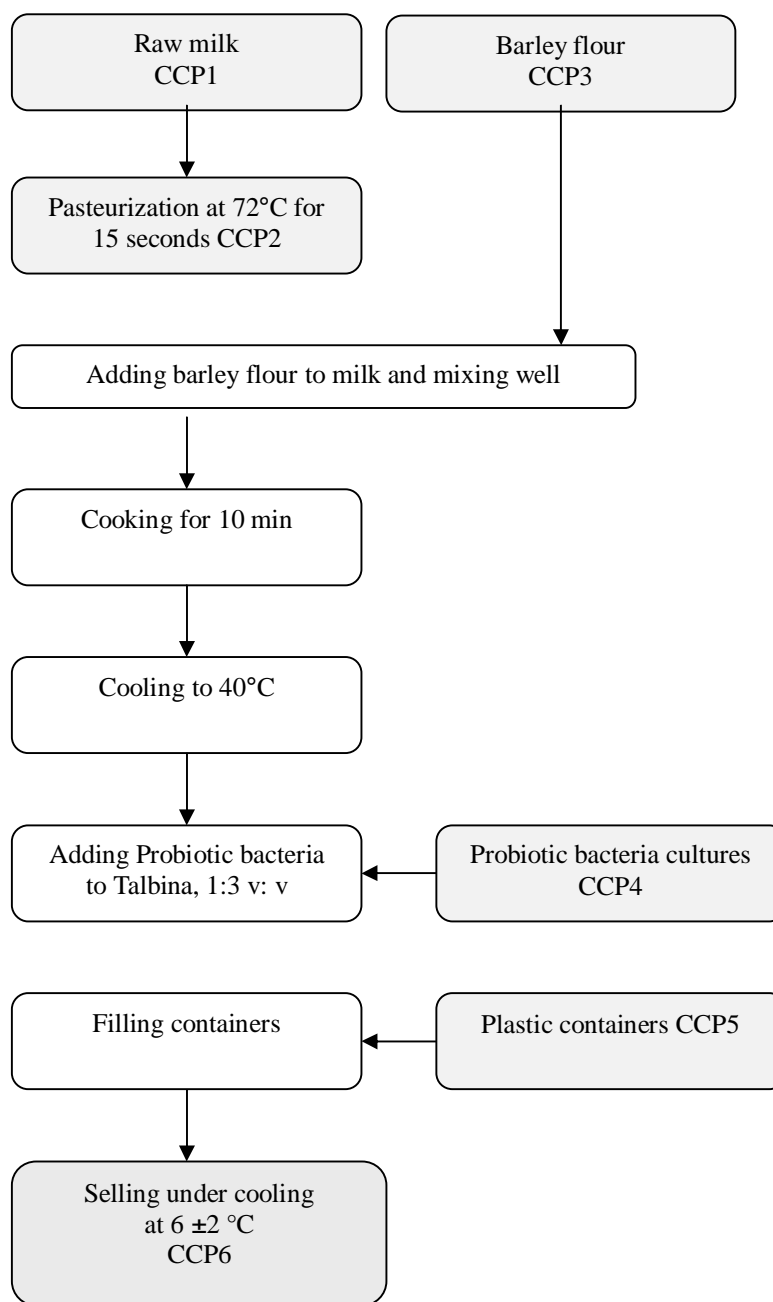 Raw milk
CCP1
Barley flour
CCP3
Pasteurization at 72°C for
15 seconds CCP2
Adding barley flour to milk and mixing well
Cooking for 10 min
Cooling to 40°C
Adding Probiotic bacteria
to Talbina, 1:3 v: v
Probiotic bacteria cultures
CCP4
Filling containers
Plastic containers CCP5
Selling under cooling
at 6 ±2 °C
CCP6